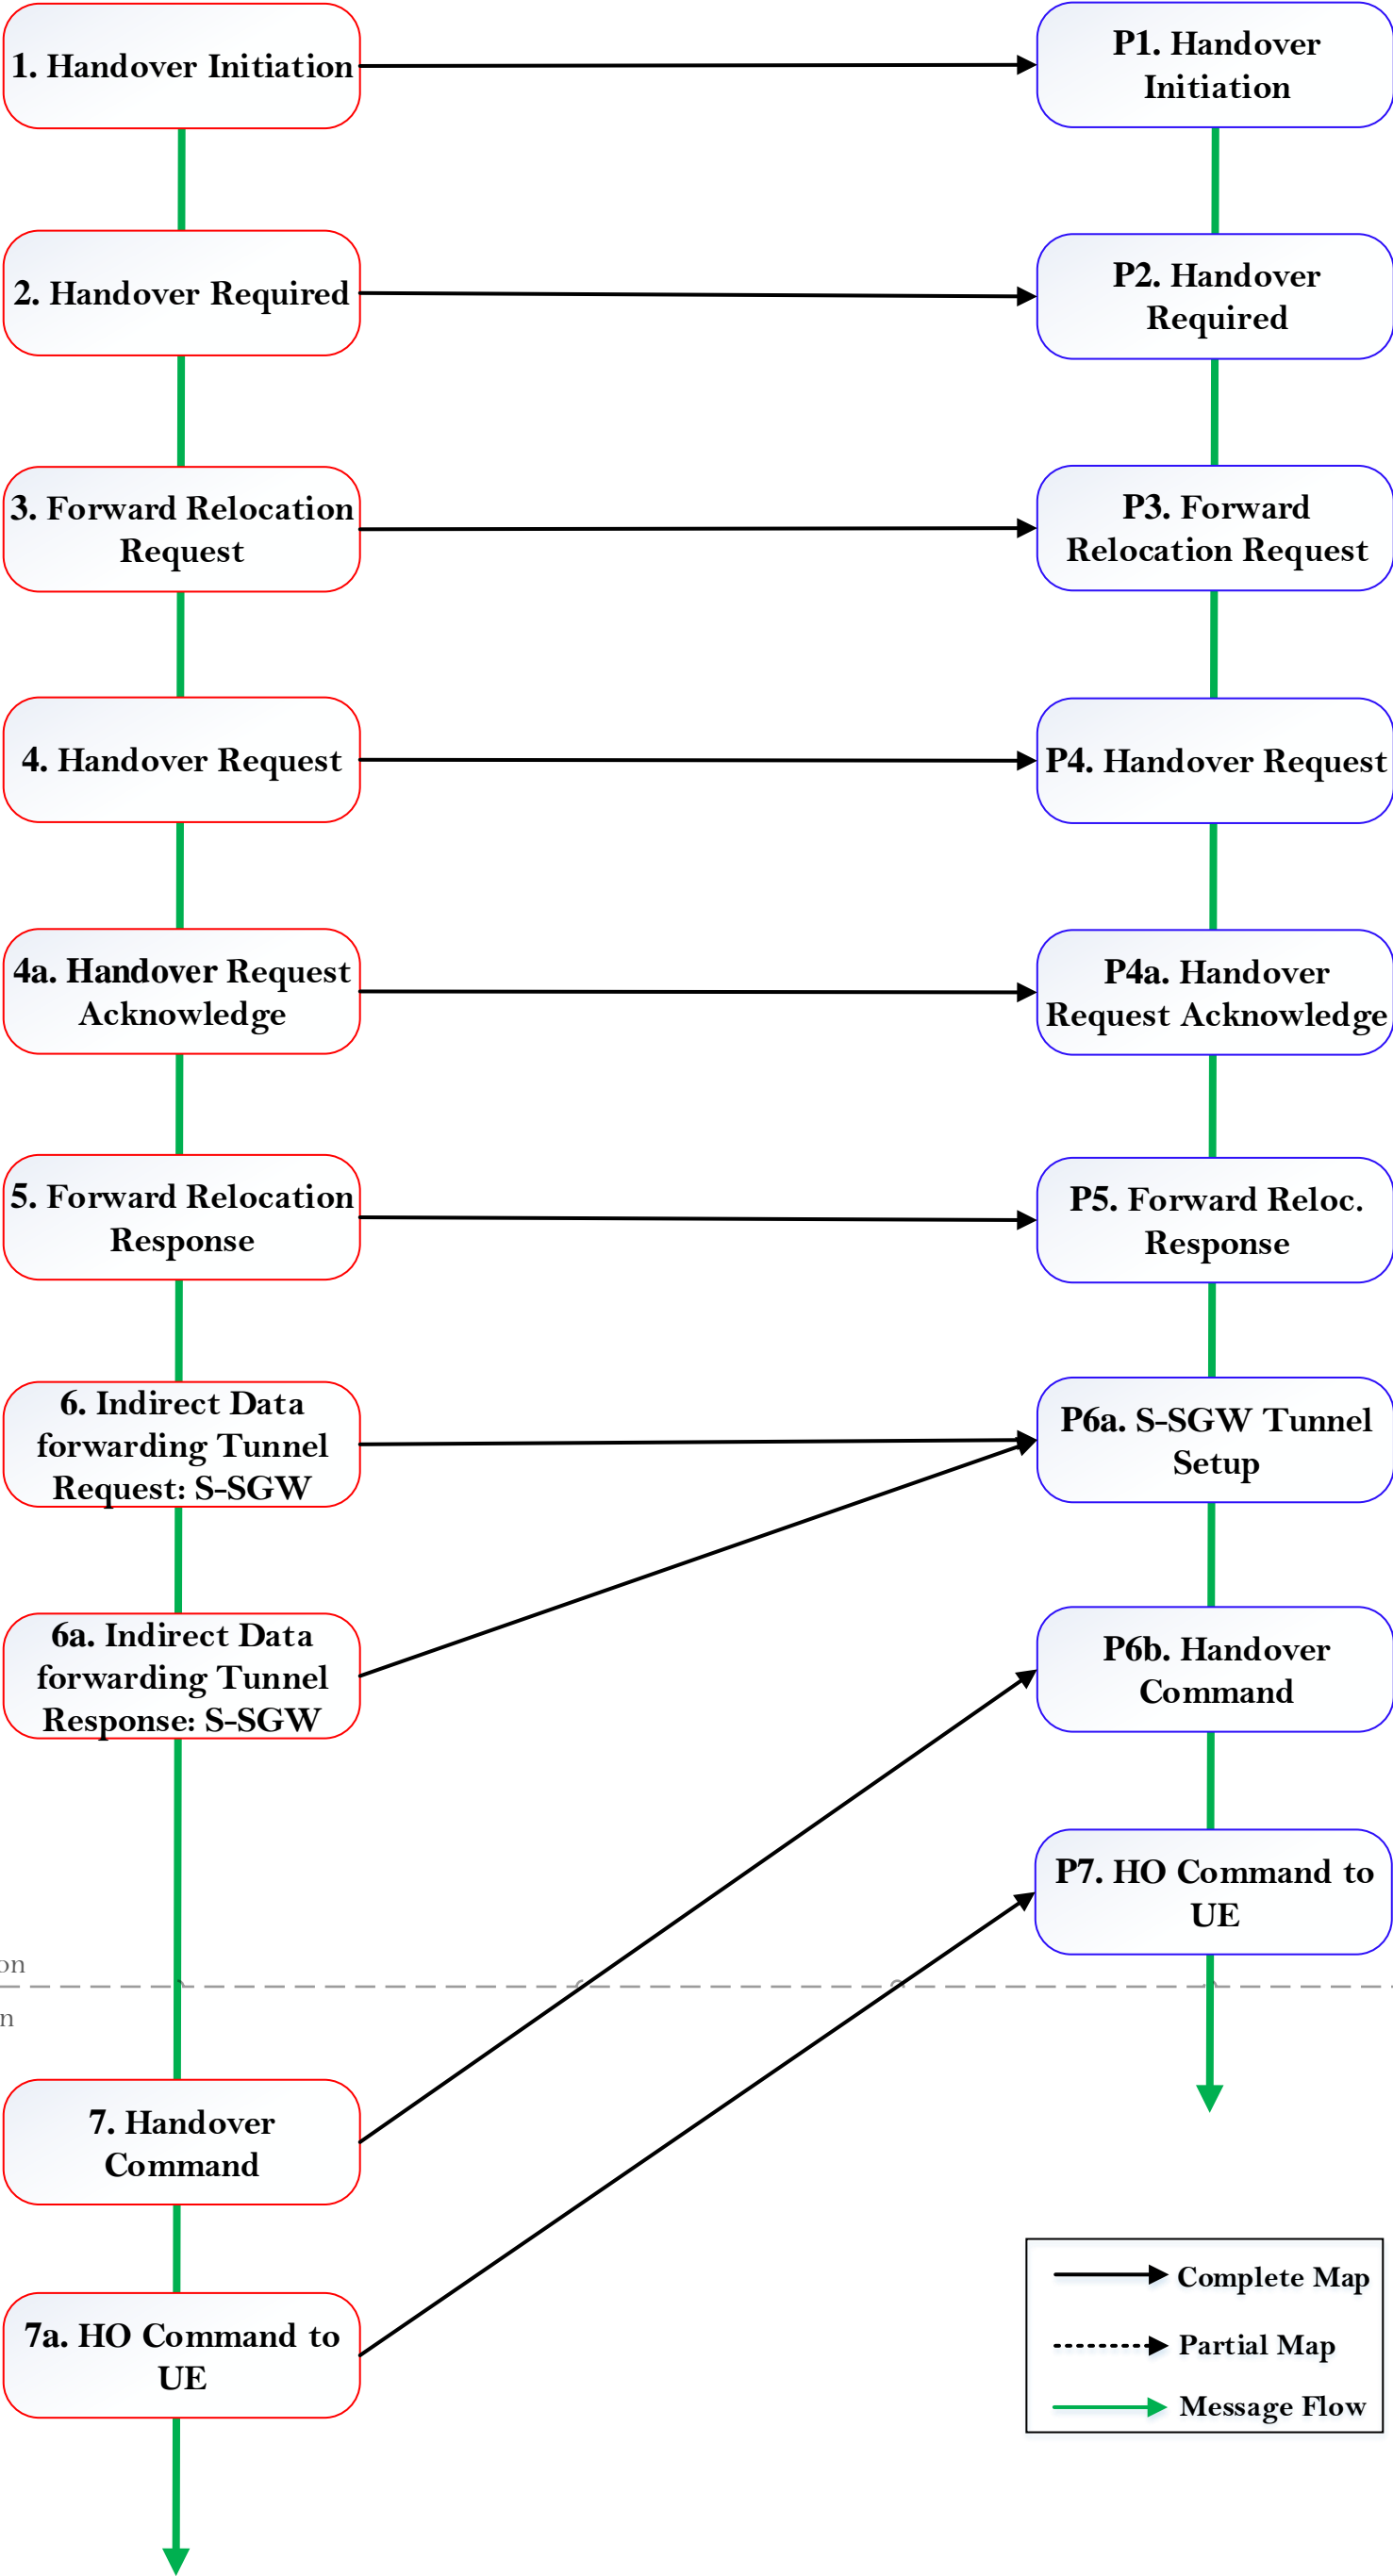 1. Handover Initiation
P1. Handover
Initiation
2. Handover Required
P2. Handover
Required
3. Forward Relocation
Request
P3. Forward
Relocation Request
4. Handover Request
P4. Handover Request
4a. Handover Request
Acknowledge
P4a. Handover
Request Acknowledge
5. Forward Relocation
Response
P5. Forward Reloc.
Response
6. Indirect Data
forwarding Tunnel
Request: S-SGW
P6a. S-SGW Tunnel
Setup
6a. Indirect Data
forwarding Tunnel
Response: S-SGW
P6b. Handover
Command
P7. HO Command to
UE
on
n
7. Handover
Command
7a. HO Command to
UE
Complete Map
Partial Map
Message Flow